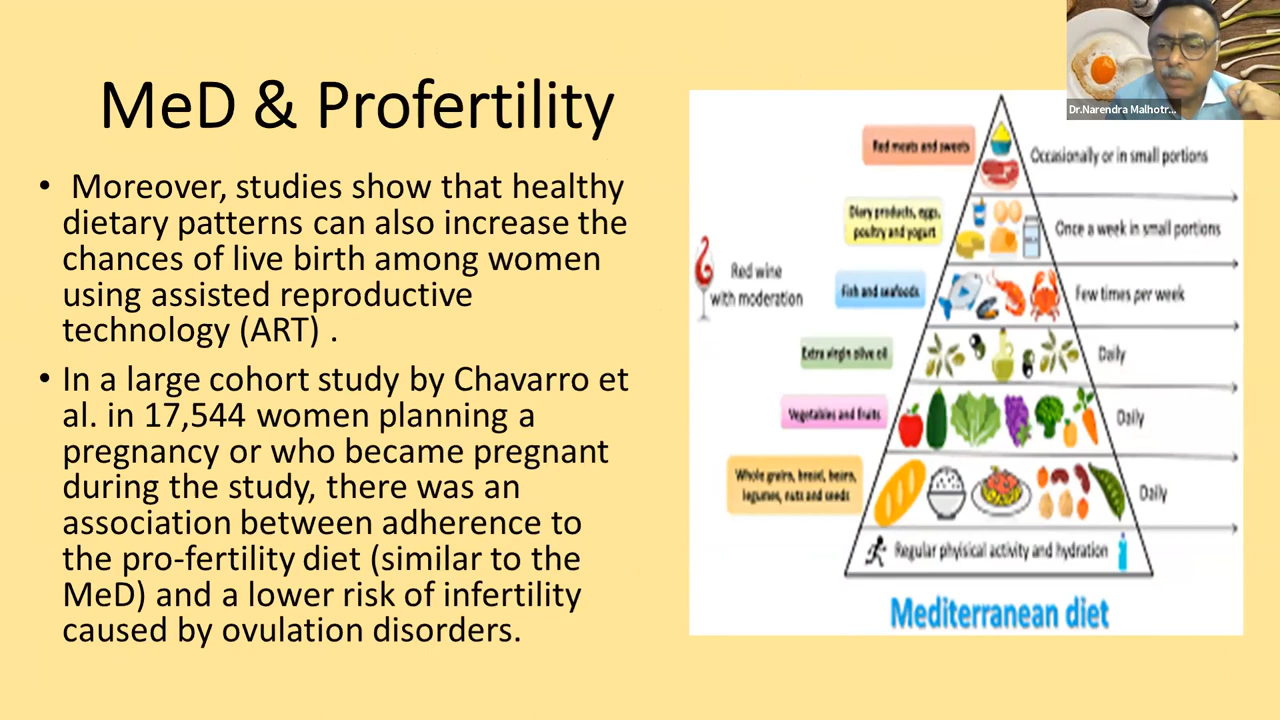 MeD & Profertility
• Moreover, studies show that healthy
dietary patterns can also increase the
chances of live birth among women
using assisted reproductive
technology (ART) .
• In a large cohort study by Chavarro et
al. in 17,544 women planning a
pregnancy or who became pregnant
during the study, there was an
association between adherence to
the pro-fertility diet (similar to the
MeD) and a lower risk of infertility
caused by ovulation disorders.
Dr.Narendra Malhotr...
Red meats and sweets
Occasionally or in small portions
Diary products, eggs,
poultry and yogurt
Once a week in small portions
Red wine
with moderation
Fish and seafoods
Few times per week
Extra virgin olive oil
Daily
Vegetables and fruits
Daily
Whole grains, bread, beans,
legumes, nuts and seeds
Daily
Regular phyisical activity and hydration
Mediterranean diet